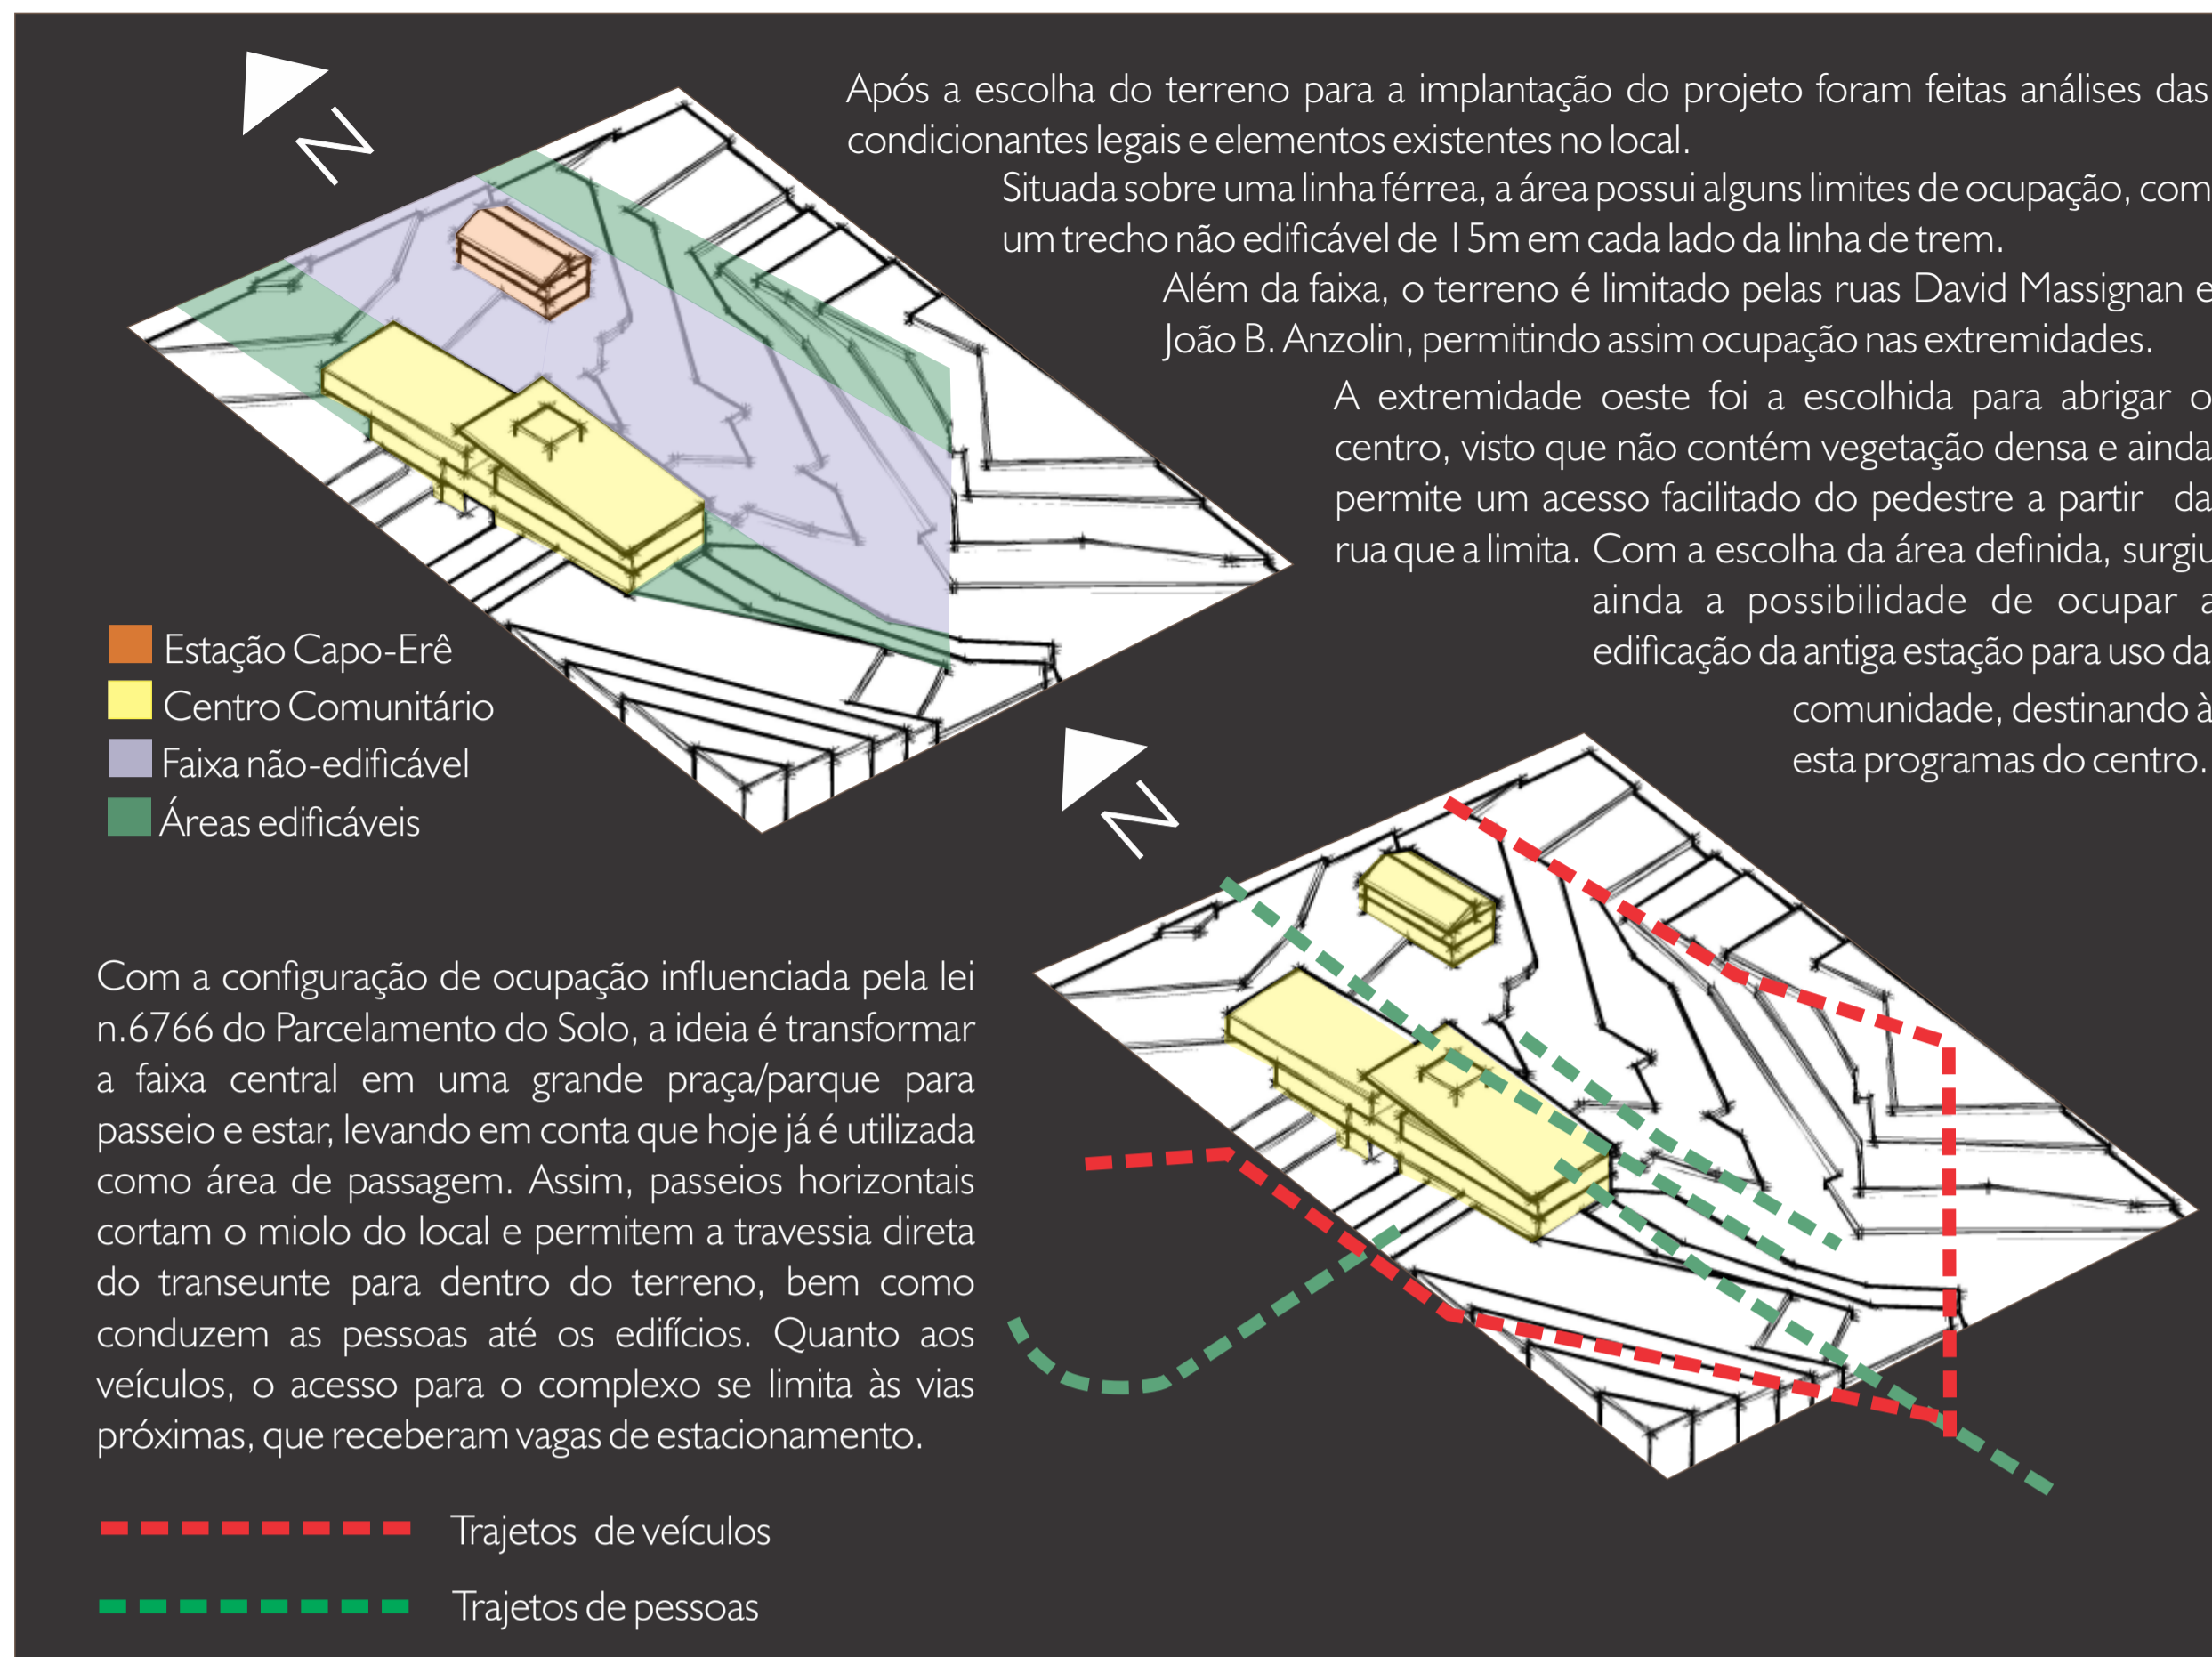 N
Após a escolha do terreno para a implantação do projeto foram feitas análises das
condicionantes legais e elementos existentes no local.
Situada sobre uma linha férrea, a área possui alguns limites de ocupação, com
um trecho não edificável de 15m em cada lado da linha de trem.
Além da faixa, o terreno é limitado pelas ruas David Massignan e
João B. Anzolin, permitindo assim ocupação nas extremidades.
A extremidade oeste foi a escolhida para abrigar o
centro, visto que não contém vegetação densa e ainda
permite um acesso facilitado do pedestre a partir da
rua que a limita. Com a escolha da área definida, surgiu
ainda a possibilidade de ocupar a
edificação da antiga estação para uso da
comunidade, destinando à
esta programas do centro.
Estação Capo-Erê
Centro Comunitário
Faixa não-edificável
Áreas edificáveis
N
Com a configuração de ocupação influenciada pela lei
n.6766 do Parcelamento do Solo, a ideia é transformar
a faixa central em uma grande praça/parque para
passeio e estar, levando em conta que hoje já é utilizada
como área de passagem. Assim, passeios horizontais
cortam o miolo do local e permitem a travessia direta
do transeunte para dentro do terreno, bem como
conduzem as pessoas até os edifícios. Quanto aos
veículos, o acesso para o complexo se limita às vias
próximas, que receberam vagas de estacionamento.
Trajetos de veículos
Trajetos de pessoas